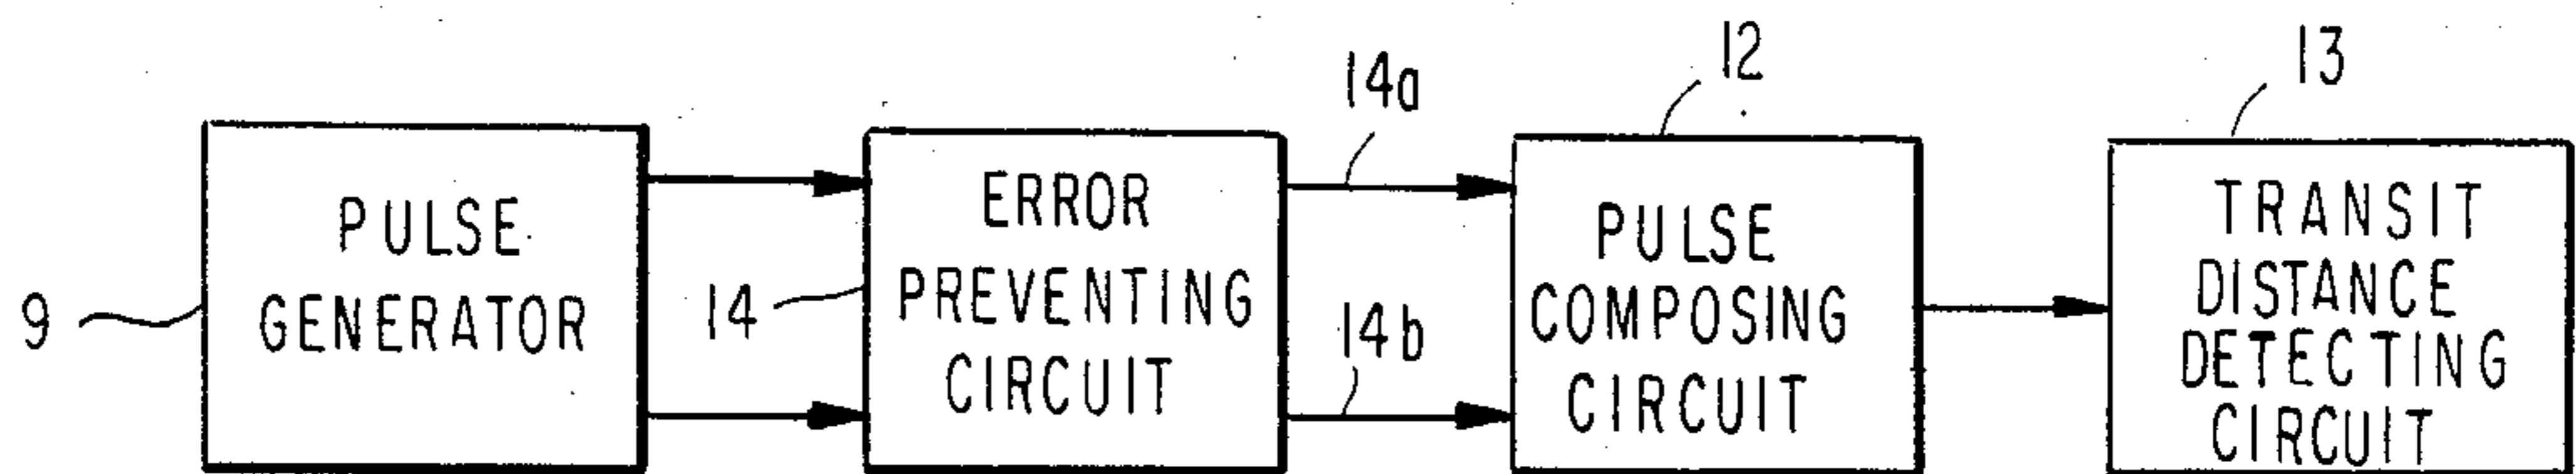 9
PULSE
GENERATOR
14
ERROR
PREVENTING
CIRCUIT
14a
14b
12
PULSE
COMPOSING
CIRCUIT
13
TRANSIT
DISTANCE
DETECTING
CIRCUIT